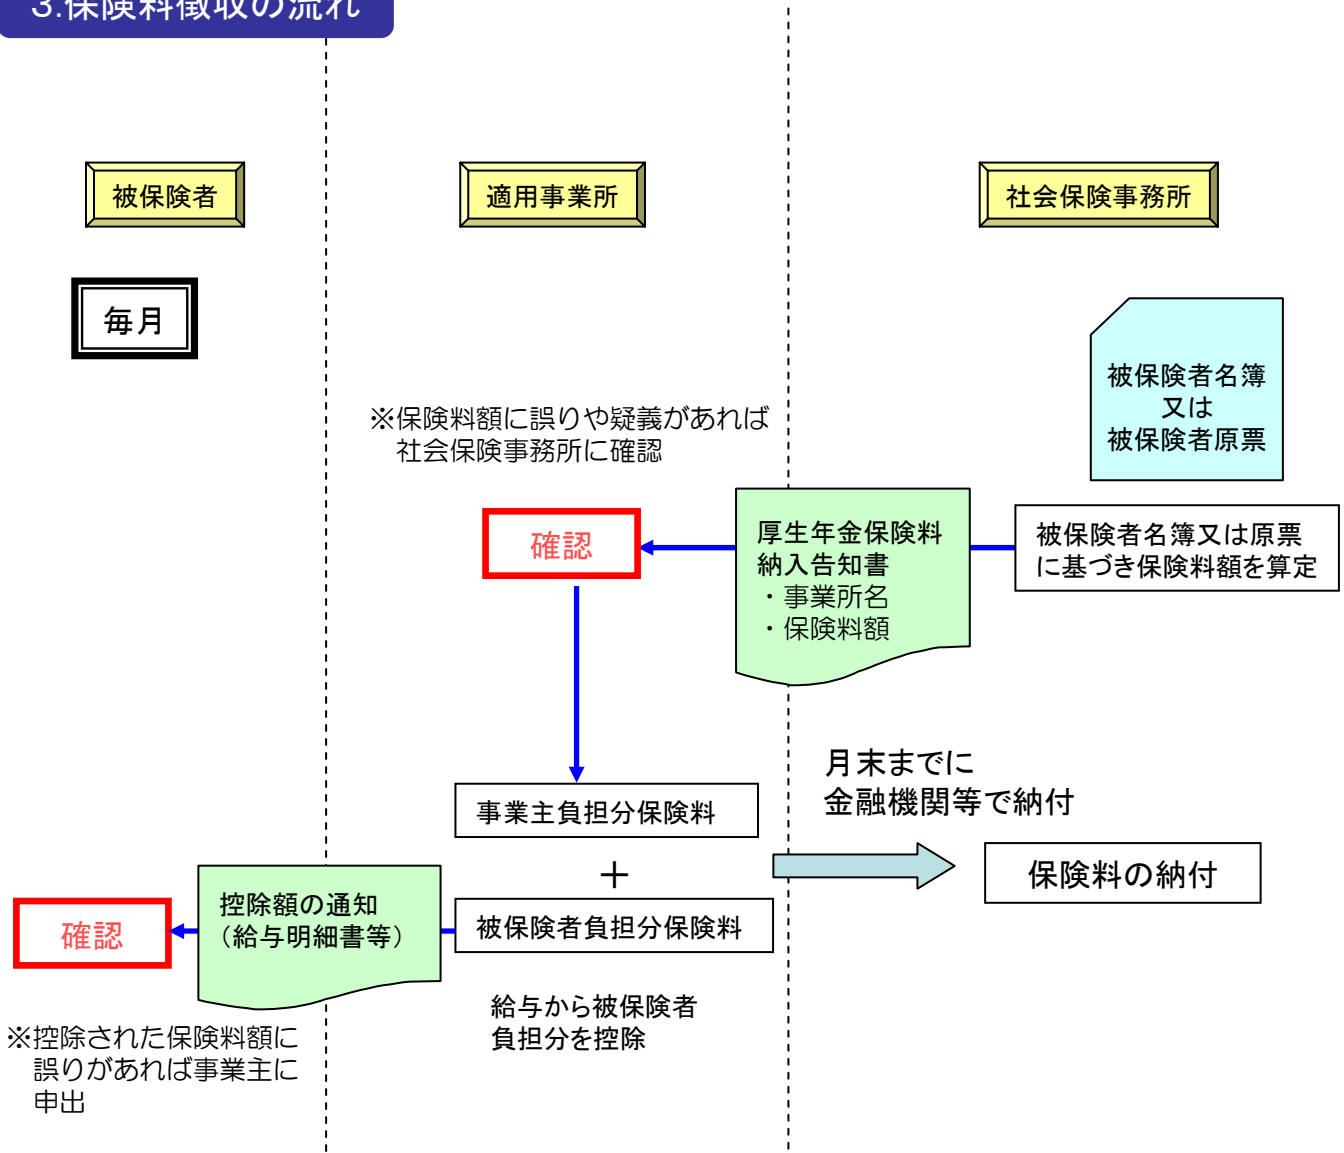 3.保険料徴収の流れ
被保険者
適用事業所
社会保険事務所
毎月
被保険者名簿
又は
被保険者原票
※保険料額に誤りや疑義があれば
社会保険事務所に確認
確認
厚生年金保険料
納入告知書
・事業所名
・保険料額
被保険者名簿又は原票
に基づき保険料額を算定
月末までに
金融機関等で納付
事業主負担分保険料
＋
被保険者負担分保険料
保険料の納付
控除額の通知
（給与明細書等）
確認
給与から被保険者
負担分を控除
※控除された保険料額に
誤りがあれば事業主に
申出